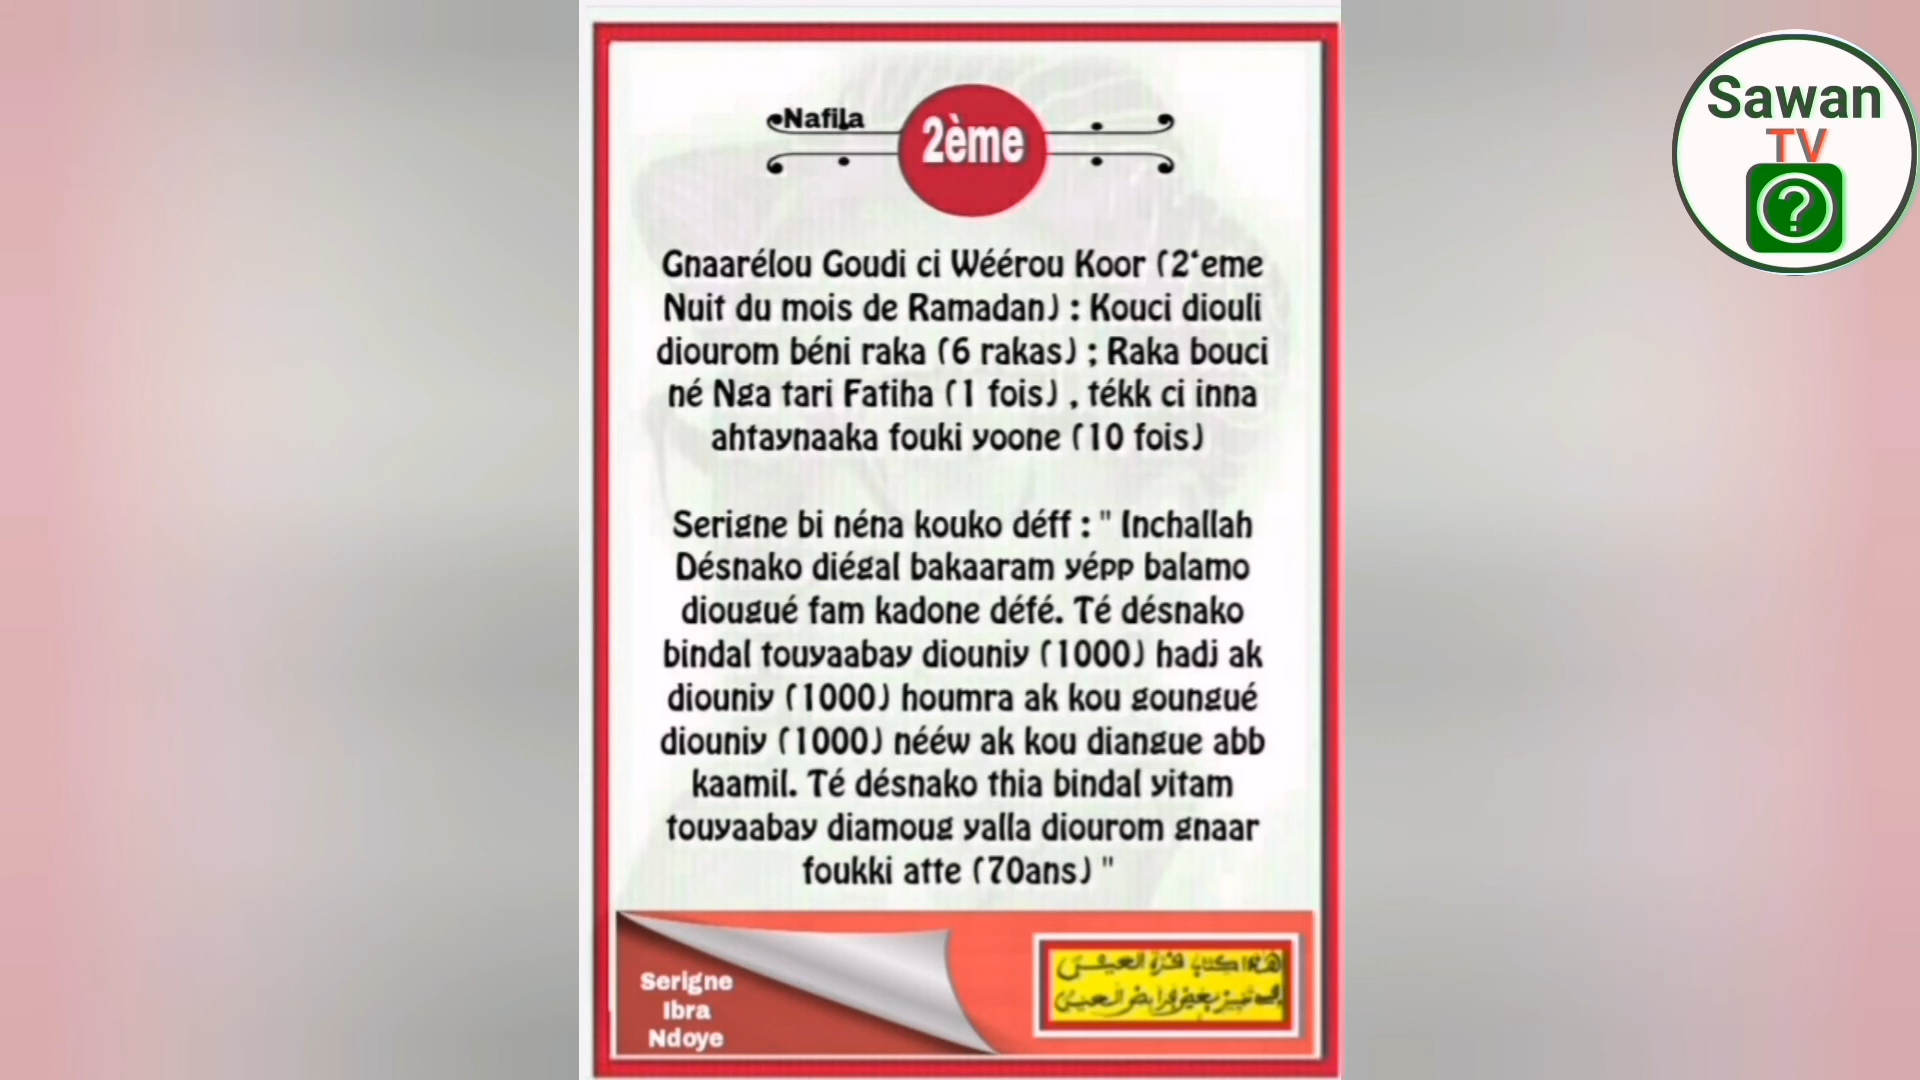 Nafila
2ème
Gnaarélou Goudi ci Wéérou Koor (2‘eme
Nuit du mois de Ramadan) : Kouci diouli
diourom béni raka (6 rakas) ; Raka bouci
né Nga tari Fatiha (1 fois) , tékk ci inna
ahtaynaaka fouki yoone (10 fois)
Serigne bi néna kouko déff : " Inchallah
Désnako diégal bakaaram yépp balamo
diougué fam kadone défé. Té désnako
bindal touyaabay diouniy (1000) hadj ak
diouniy (1000) houmra ak kou goungué
diouniy (1000) nééw ak kou diangue abb
kaamil. Té désnako thia bindal yitam
touyaabay diamoug yalla diourom gnaar
foukki atte (70ans) "
Serigne
Ibra
Ndoye
Sawan
TV
?